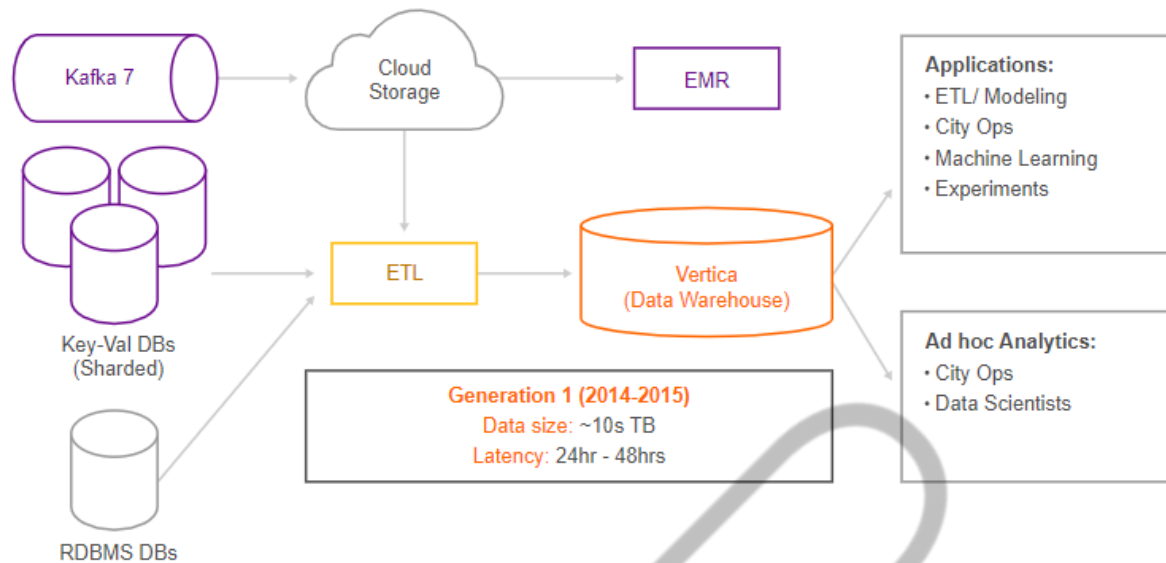 Kafka 7
Cloud
Storage
EMR
Applications:
• ETL/ Modeling
• City Ops
• Machine Learning
• Experiments
Key-Val DBs
(Sharded)
ETL
Vertica
(Data Warehouse)
Ad hoc Analytics:
• City Ops
• Data Scientists
Generation 1 (2014-2015)
Data size: ~10s TB
Latency: 24hr - 48hrs
RDBMS DBs